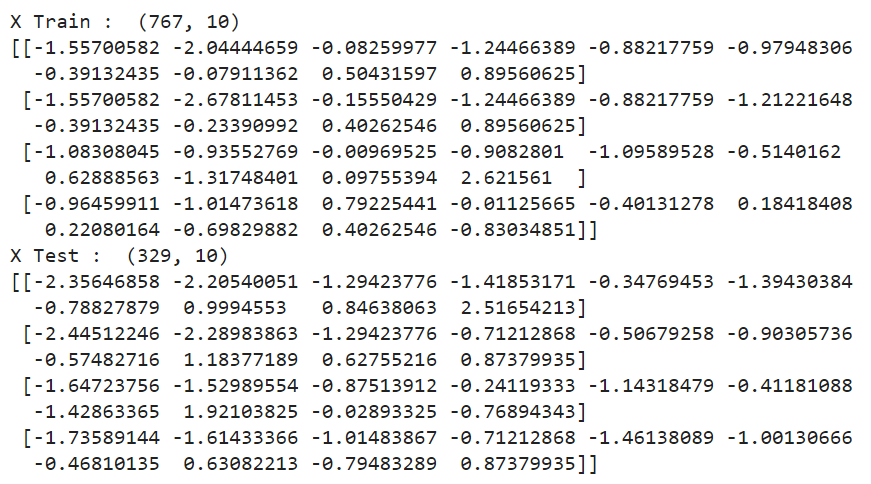 X Train :  (767, 10)
[[-1.55700582 -2.04444659 -0.08259977 -1.24466389 -0.88217759 -0.97948306
  -0.39132435 -0.07911362  0.50431597  0.89560625]
 [-1.55700582 -2.67811453 -0.15550429 -1.24466389 -0.88217759 -1.21221648
  -0.39132435 -0.23390992  0.40262546  0.89560625]
 [-1.08308045 -0.93552769 -0.00969525 -0.9082801  -1.09589528 -0.5140162
   0.62888563 -1.31748401  0.09755394  2.621561  ]
 [-0.96459911 -1.01473618  0.79225441 -0.01125665 -0.40131278  0.18418408
   0.22080164 -0.69829882  0.40262546 -0.83034851]]
X Test :  (329, 10)
[[-2.35646858 -2.20540051 -1.29423776 -1.41853171 -0.34769453 -1.39430384
  -0.78827879  0.9994553   0.84638063  2.51654213]
 [-2.44512246 -2.28983863 -1.29423776 -0.71212868 -0.50679258 -0.90305736
  -0.57482716  1.18377189  0.62755216  0.87379935]
 [-1.64723756 -1.52989554 -0.87513912 -0.24119333 -1.14318479 -0.41181088
  -1.42863365  1.92103825 -0.02893325 -0.76894343]
 [-1.73589144 -1.61433366 -1.01483867 -0.71212868 -1.46138089 -1.00130666
  -0.46810135  0.63082213 -0.79483289  0.87379935]]